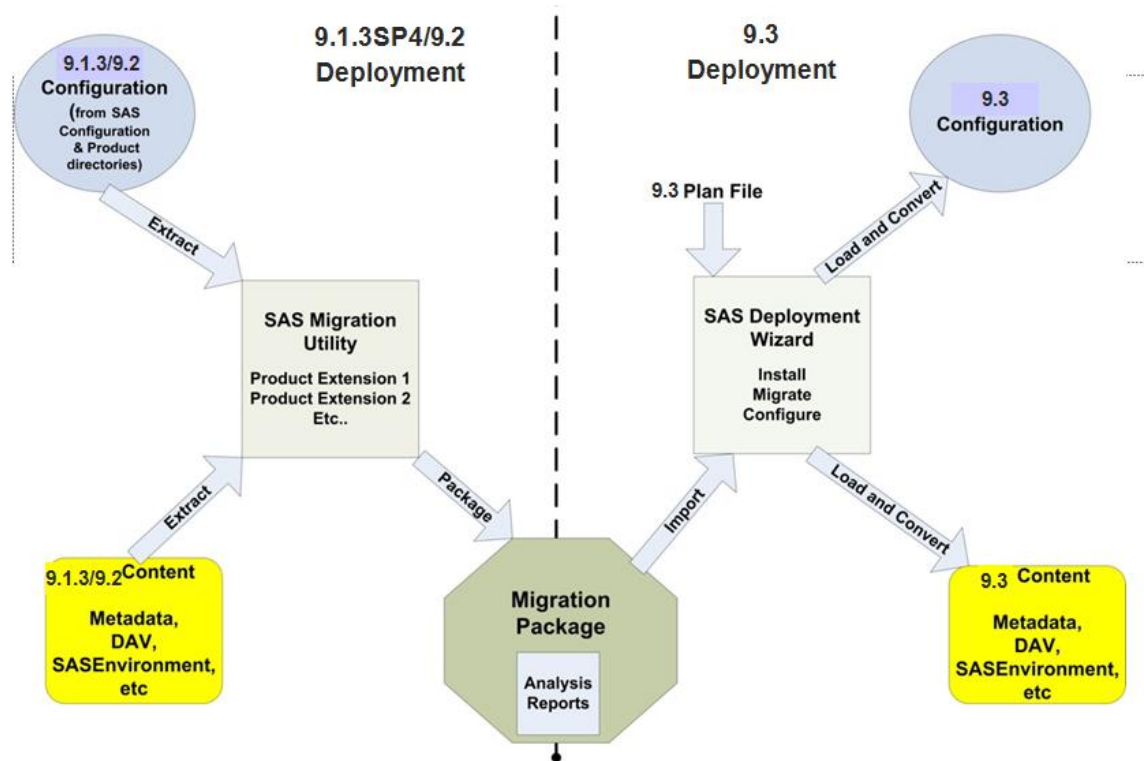 9.1.3SP4/9.2
Deployment
9.3
Deployment
9.1.3/9.2
Configuration
(from SAS
Configuration
& Product
directories)
9.3
Configuration
9.3 Plan File
Extract
Load and Convert
SAS Migration
Utility
Product Extension 1
Product Extension 2
Etc..
SAS Deployment
Wizard
Install
Migrate
Configure
Extract
Package
Import
Load and Convert
9.1.3/9.2 Content
Metadata,
DAV,
SASEnvironment,
etc
Migration
Package
Analysis
Reports
9.3 Content
Metadata,
DAV,
SASEnvironment,
etc